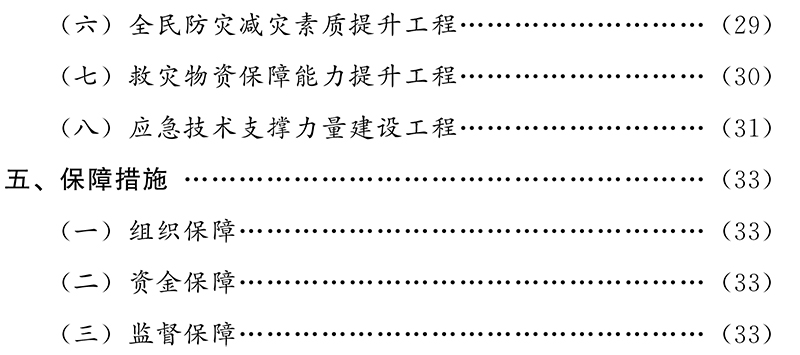 （六）全民防灾减灾素质提升工程…………………………（29）
（七）救灾物资保障能力提升工程…………………………（30）
（八）应急技术支撑力量建设工程…………………………（31）
五、保障措施 ………………………………………………………（33）
（一）组织保障…………………………………………………（33）
（二）资金保障…………………………………………………（33）
（三）监督保障…………………………………………………（33）